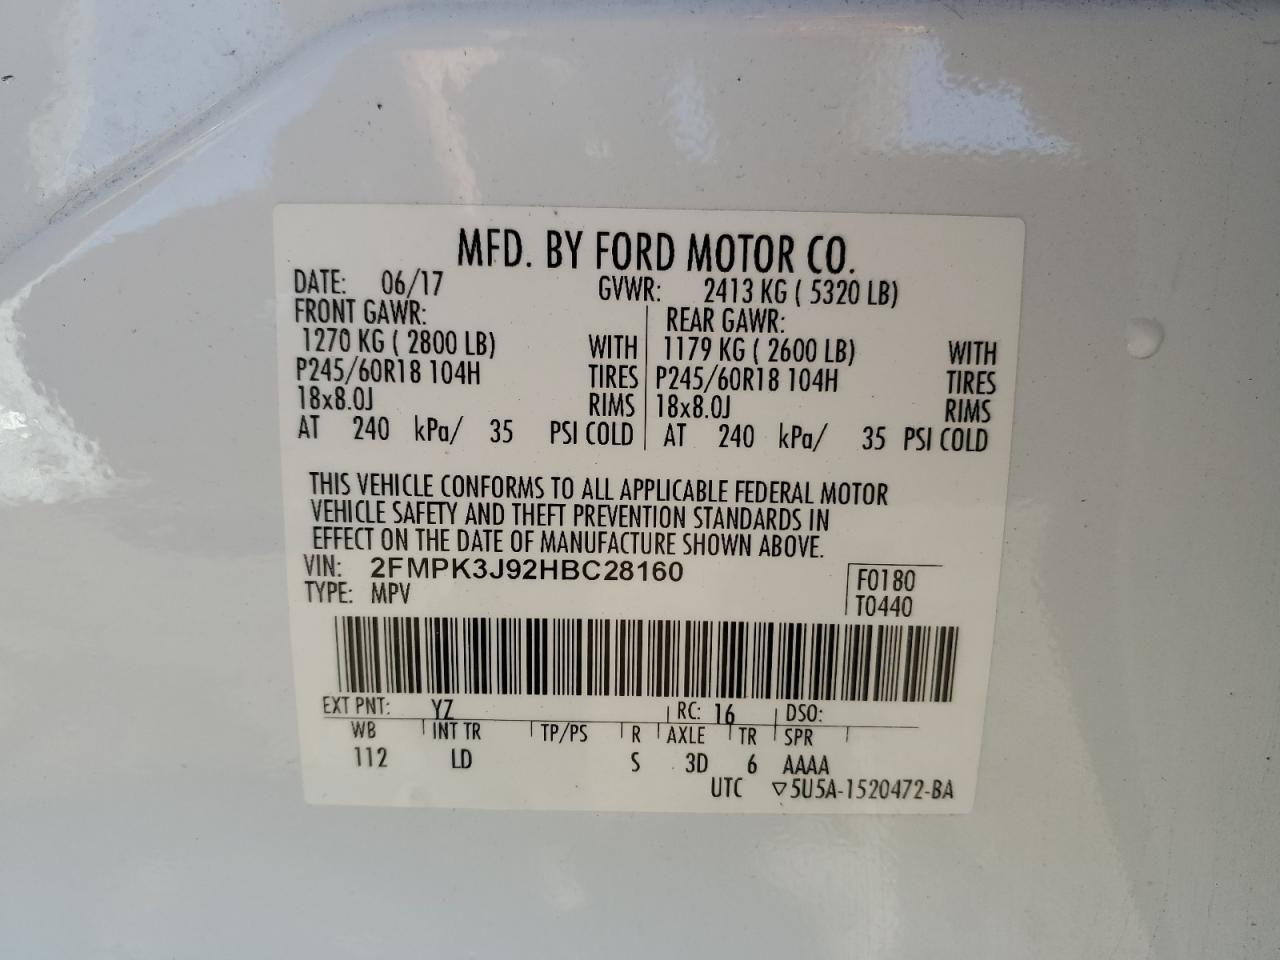 MFD. BY FORD MOTOR CO.
DATE: 06/17 GVWR: 2413 KG ( 5320 LB)
FRONT GAWR: REAR GAWR:
1270 KG ( 2800 LB) WITH 1179 KG ( 2600 LB) WITH
P245/60R18 104H TIRES P245/60R18 104H TIRES
18x8.0J RIMS 18x8.0J RIMS
AT 240 kPa/ 35 PSI COLD AT 240 kPa/ 35 PSI COLD
THIS VEHICLE CONFORMS TO ALL APPLICABLE FEDERAL MOTOR
VEHICLE SAFETY AND THEFT PREVENTION STANDARDS IN
EFFECT ON THE DATE OF MANUFACTURE SHOWN ABOVE.
VIN: 2FMPK3J92HBC28160 F0180
TYPE: MPV T0440
EXT PNT: YZ RC: 16 DSO:
WB INT TR TP/PS R AXLE TR SPR
112 LD S 3D 6 AAAA
UTC ▽5U5A-1520472-BA